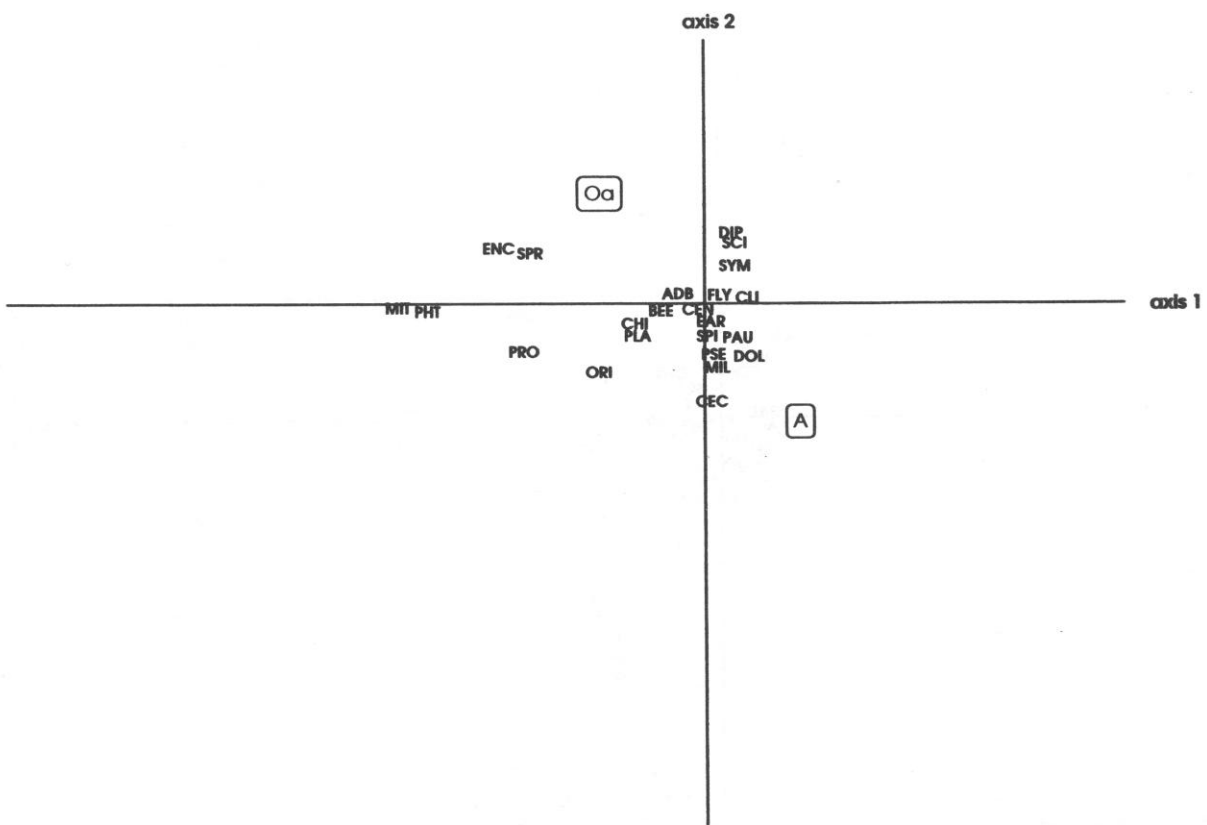 axis 2
Oa
DIP
SCI
ENC SPR
SYM
ADB FLY CLI
axis 1
MIT PHT BEE CEN
CHI EAR
PLA SPI PAU
PRO PSE DOL
ORI MIL
CEC
A